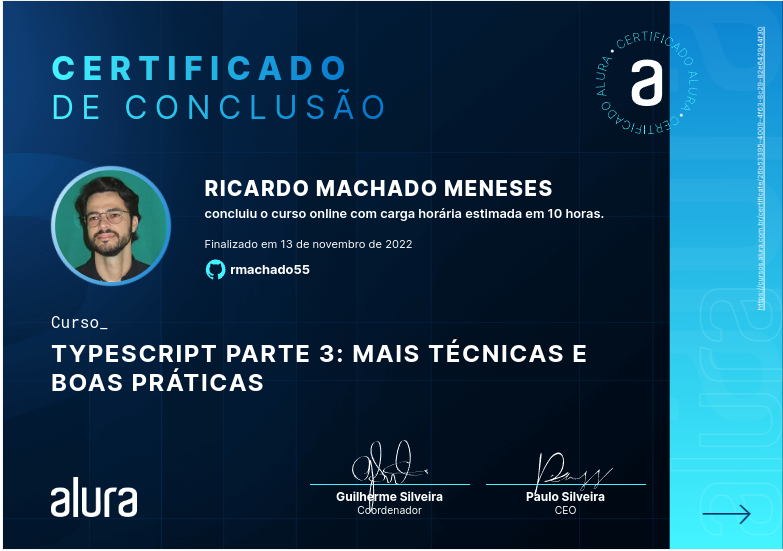 CERTIFICADO
DE CONCLUSÃO
CERTIFICADO ALURA • CERTIFICADO ALURA •
a
RICARDO MACHADO MENESES
concluiu o curso online com carga horária estimada em 10 horas.
Finalizado em 13 de novembro de 2022
rmachado55
Curso_
TYPESCRIPT PARTE 3: MAIS TÉCNICAS E
BOAS PRÁTICAS
Guilherme Silveira
Coordenador
Paulo Silveira
CEO
alura
alura